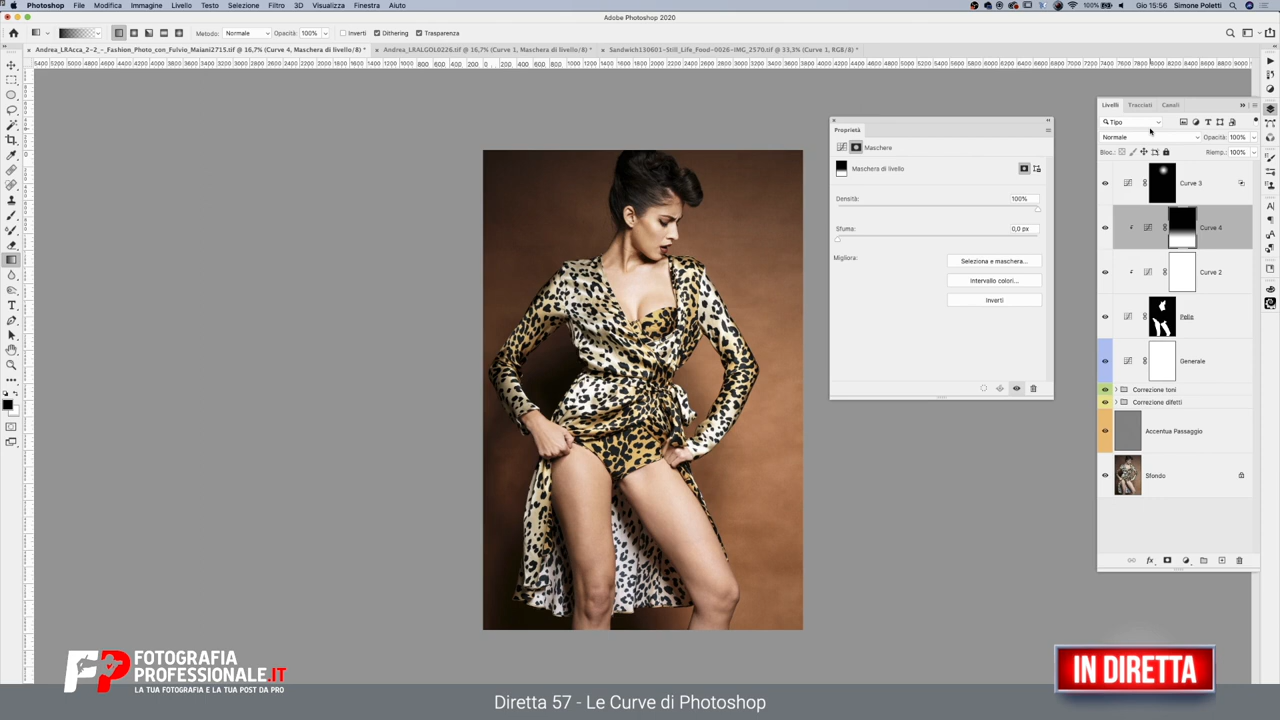 Photoshop File Modifica Immagine Livello Testo Selezione Filtro 3D Visualizza Finestra Aiuto
100% Gio 15:56 Simone Poletti
Adobe Photoshop 2020
Metodo: Normale Opacità: 100% Inverti Dithering Trasparenza
Andrea_LRAcca_2-2_-_Fashion_Photo_con_Fulvio_Maiani2715.tif @ 16,7% (Curve 4, Maschera di livello/8) *
Andrea_LRALGOL0226.tif @ 16,7% (Curve 1, Maschera di livello/8) *
Sandwich130601-Still_Life_Food-0026-IMG_2570.tif @ 33,3% (Curve 1, RGB/8) *
Livelli Tracciati Canali
Tipo
Normale Opacità: 100%
Bloc.: Riemp.: 100%
Curve 3
Curve 4
Curve 2
Pelle
Generale
Correzione toni
Correzione difetti
Accentua Passaggio
Sfondo
Proprietà
Maschere
Maschera di livello
Densità: 100%
Sfuma: 0,0 px
Migliora: Seleziona e maschera...
Intervallo colori...
Inverti
FP FOTOGRAFIA
PROFESSIONALE.IT
LA TUA FOTOGRAFIA E LA TUA POST DA PRO
IN DIRETTA
Diretta 57 - Le Curve di Photoshop